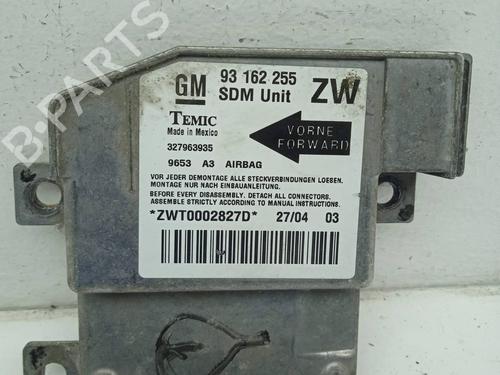 B-PARTS
GM 93 162 255 ZW
SDM Unit
TEMIC
Made in Mexico
VORNE
FORWARD
327963935
9653 A3 AIRBAG
VOR JEDER DEMONTAGE ALLE STECKVERBINDUNGEN LOESEN.
MONTAGE NUR NACH EINBAUANLEITUNG.
BEFORE EVERY DISASSEMBLY. DETACH ALL CONNECTORS.
ASSEMBLE STRICTLY ACCORDING TO MANUAL INSTRUCTIONS.
*ZWT0002827D* 27/04 03